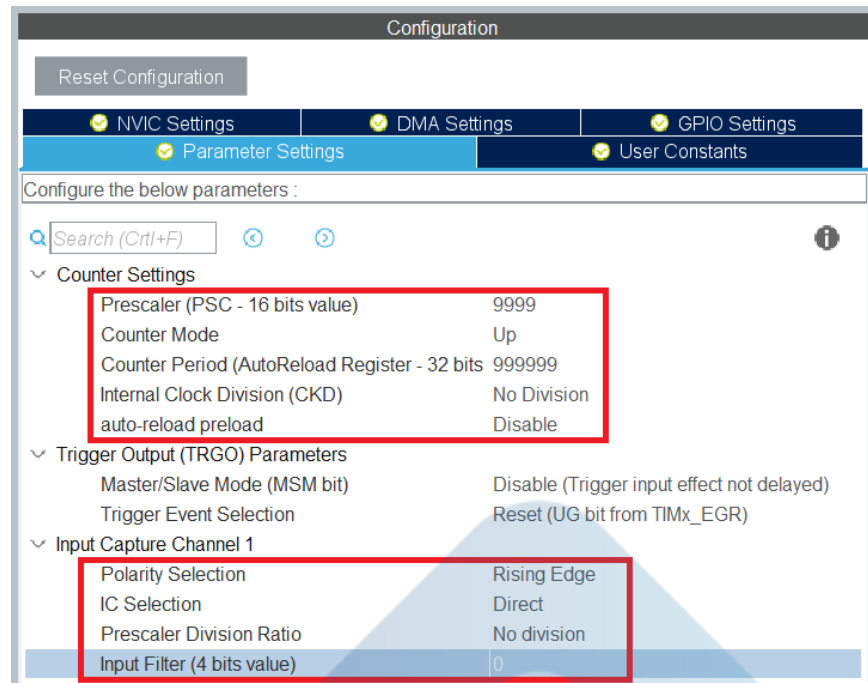 Configuration
Reset Configuration
NVIC Settings DMA Settings GPIO Settings
Parameter Settings User Constants
Configure the below parameters :
Search (Crtl+F)
Counter Settings
Prescaler (PSC - 16 bits value) 9999
Counter Mode Up
Counter Period (AutoReload Register - 32 bits 999999
Internal Clock Division (CKD) No Division
auto-reload preload Disable
Trigger Output (TRGO) Parameters
Master/Slave Mode (MSM bit) Disable (Trigger input effect not delayed)
Trigger Event Selection Reset (UG bit from TIMx_EGR)
Input Capture Channel 1
Polarity Selection Rising Edge
IC Selection Direct
Prescaler Division Ratio No division
Input Filter (4 bits value) 0